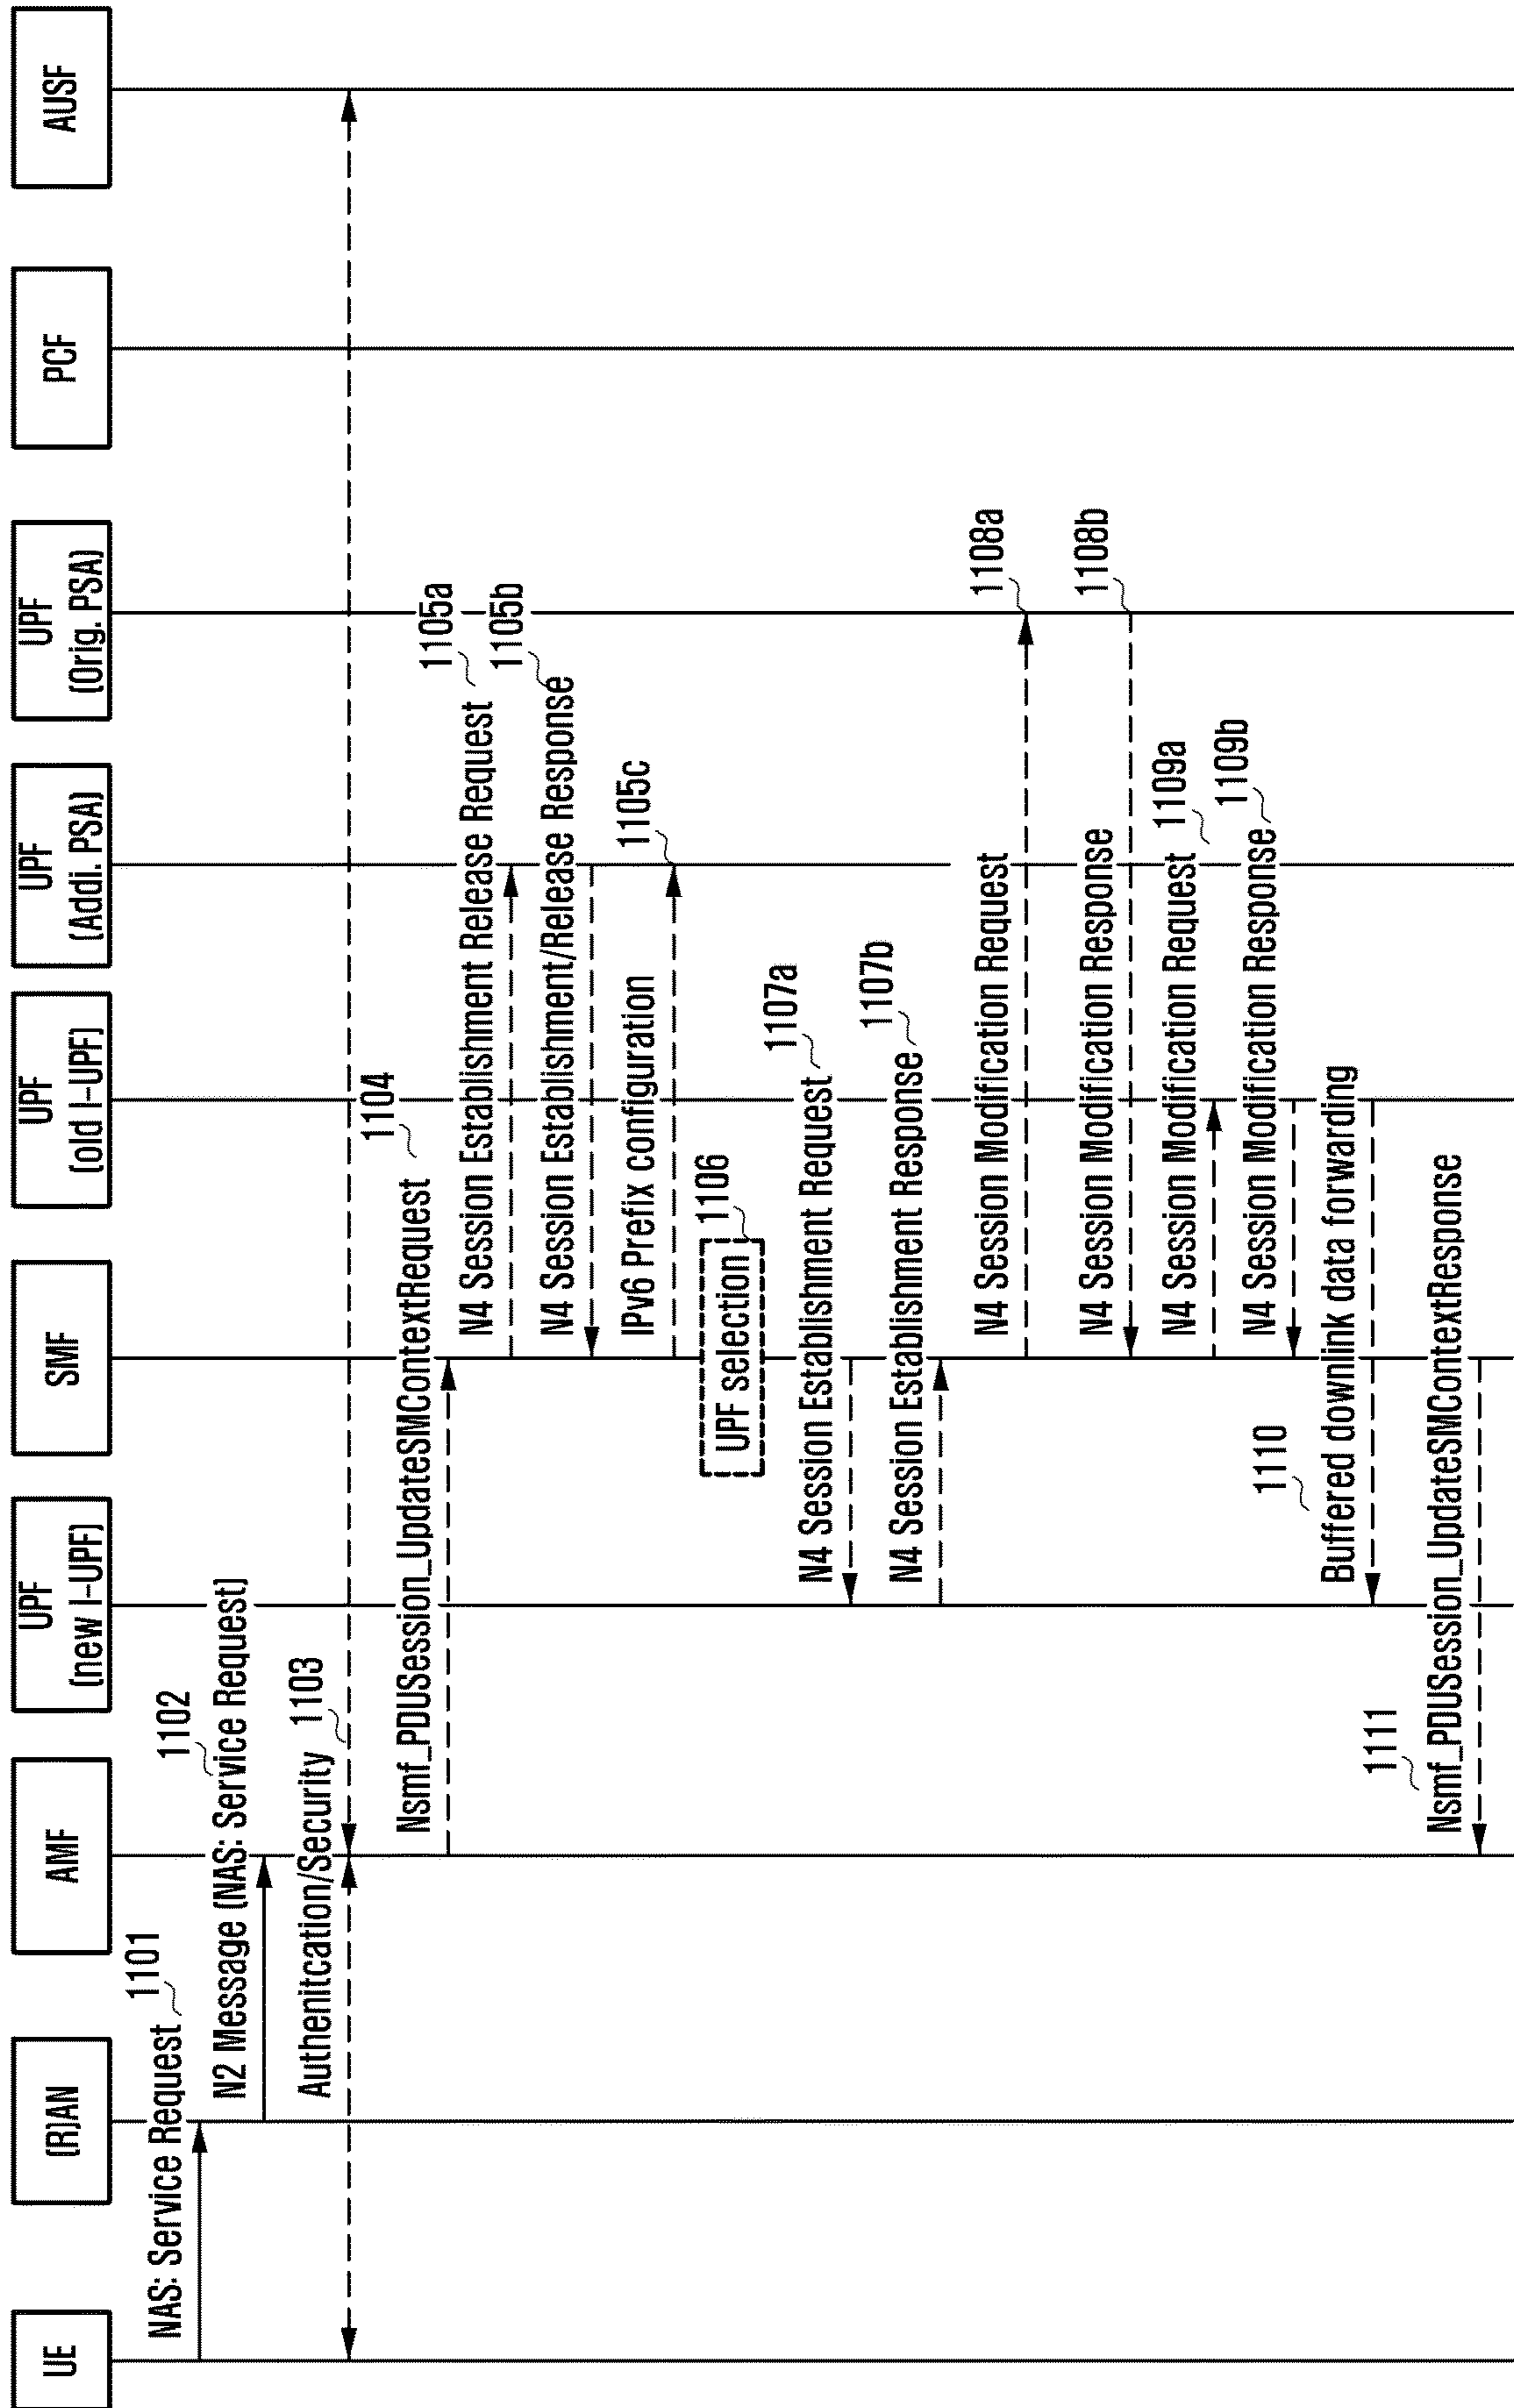 UE
(R)AN
AMF
UPF
(new I-UPF)
SMF
UPF
(old I-UPF)
UPF
(Addi. PSA)
UPF
(Orig. PSA)
PCF
AUSF
NAS: Service Request
1101
N2 Message (NAS: Service Request)
1102
Authenitcation/Security
1103
Nsmf_PDUSession_UpdateSMContextRequest
1104
N4 Session Establishment Release Request
1105a
N4 Session Establishment/Release Response
1105b
IPv6 Prefix configuration
1105c
UPF selection
1106
N4 Session Establishment Request
1107a
N4 Session Establishment Response
1107b
N4 Session Modification Request
1108a
N4 Session Modification Response
1108b
N4 Session Modification Request
1109a
N4 Session Modification Response
1109b
Buffered downlink data forwarding
1110
Nsmf_PDUSession_UpdateSMContextResponse
1111